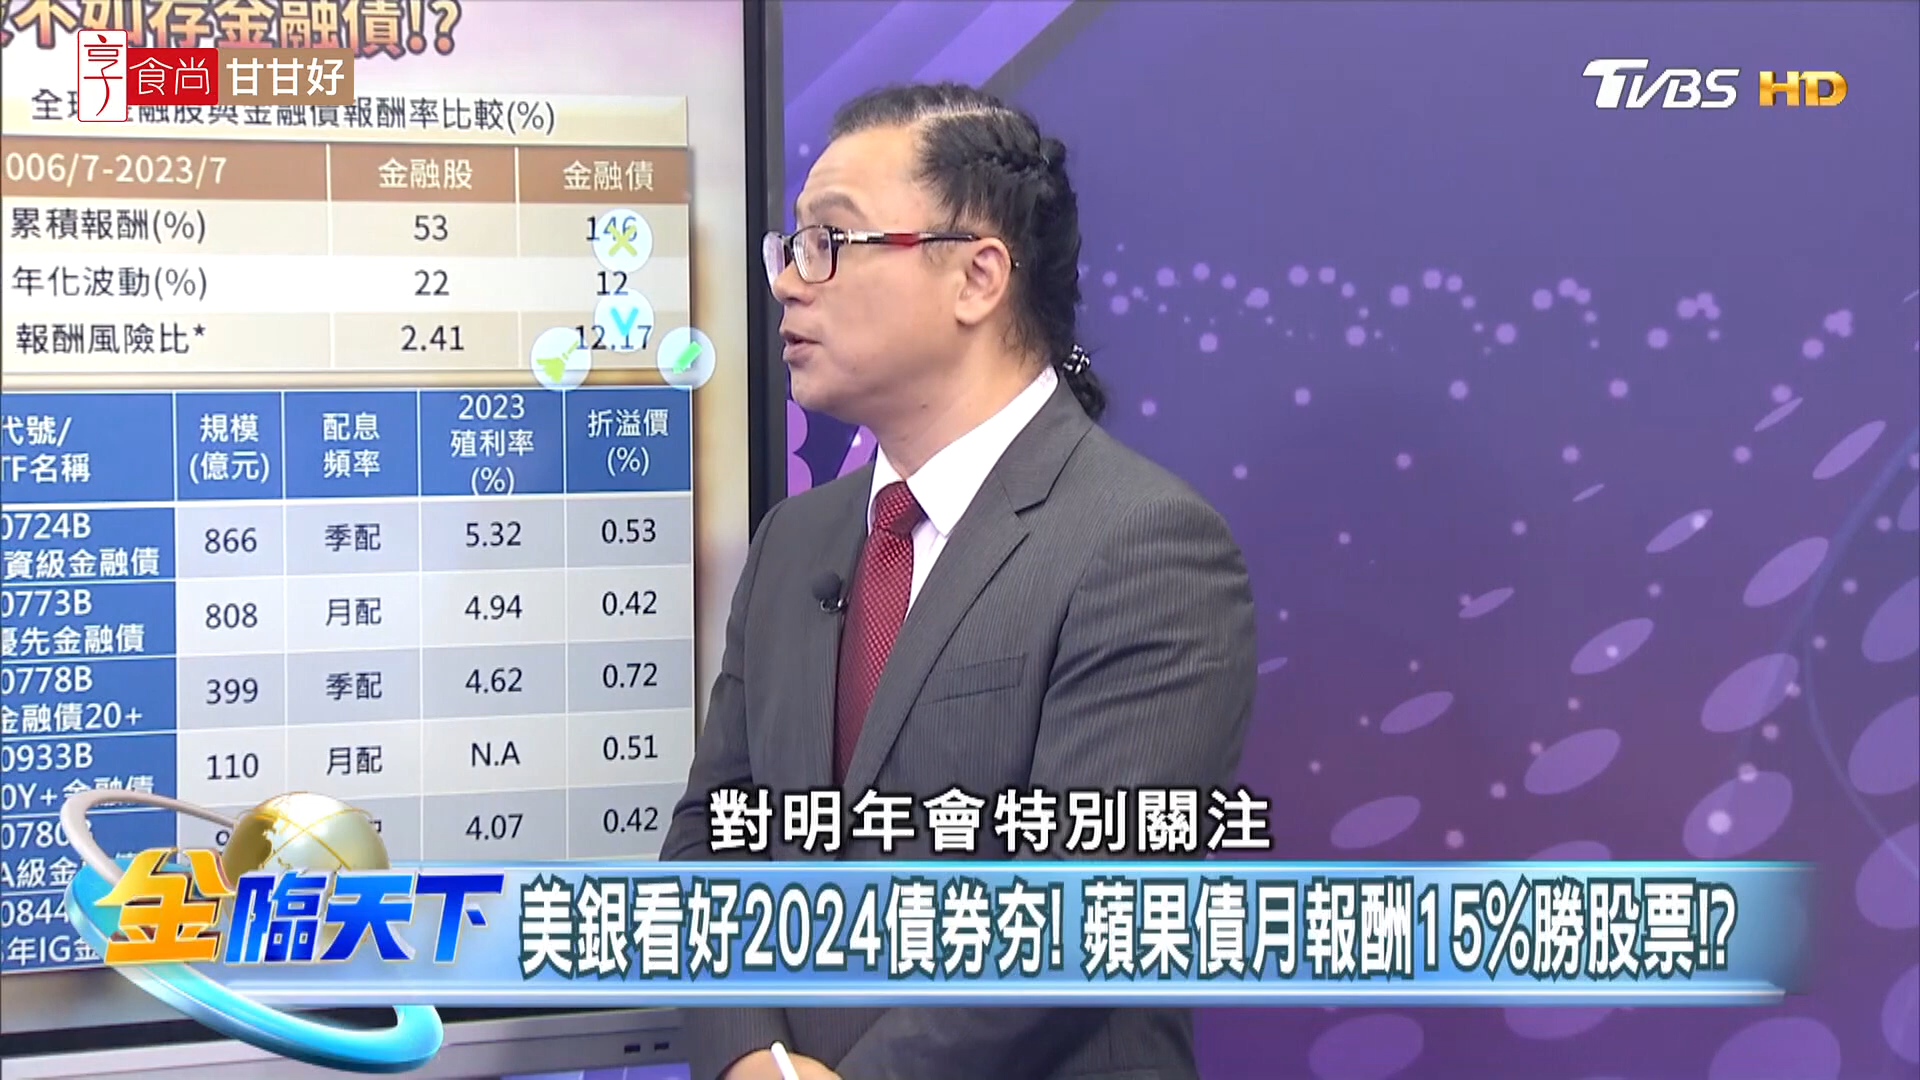 不如存金融債!?
享 食尚 甘甘好
TVBS HD
金融股與金融債報酬率比較(%)
006/7-2023/7 金融股 金融債
累積報酬(%) 53 146
年化波動(%) 22 12
報酬風險比* 2.41 12.17
代號/
TF名稱
規模
(億元)
配息
頻率
2023
殖利率
(%)
折溢價
(%)
0724B
資級金融債
866 季配 5.32 0.53
0773B
優先金融債
808 月配 4.94 0.42
0778B
金融債20+
399 季配 4.62 0.72
0933B
0Y+金融債
110 月配 N.A 0.51
0780B
A級金
4.07 0.42
0844
年IG金
對明年會特別關注
金臨天下
美銀看好2024債券夯! 蘋果債月報酬15%勝股票!?